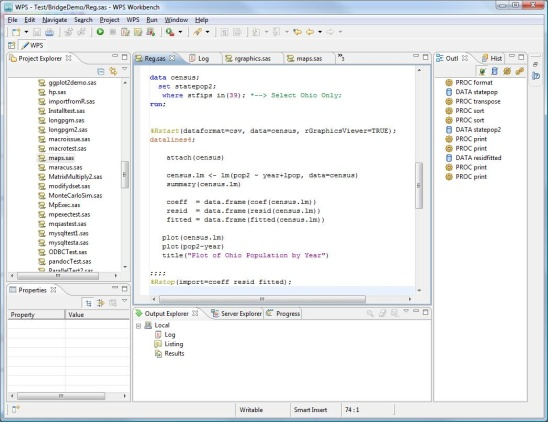 WPS - Test/BridgeDemo/Reg.sas - WPS Workbench
File Edit Navigate Search Project WPS Run Window Help
WPS
Project Explorer
ggplot2demo.sas
hp.sas
importfromR.sas
Installtest.sas
longpgm.sas
longpgm2.sas
macroissue.sas
macrotest.sas
maps.sas
maracus.sas
MatrixMultiply2.sas
modifydset.sas
MonteCarloSim.sas
MpExec.sas
mpexectest.sas
mqpastest.sas
mysqltest1.sas
mysqltesta.sas
ODBCTest.sas
pandocTest.sas
ParallelTest2.sas
Properties
Property Value
Reg.sas Log rgraphics.sas maps.sas 3
data census;
set statepop2;
where stfips in(39); *--> Select Ohio Only;
run;
%Rstart(dataformat=csv, data=census, rGraphicsViewer=TRUE);
datalines4;
attach(census)
census.lm <- lm(pop2 ~ year+lpop, data=census)
summary(census.lm)
coeff = data.frame(coef(census.lm))
resid = data.frame(resid(census.lm))
fitted = data.frame(fitted(census.lm))
plot(census.lm)
plot(pop2~year)
title("Plot of Ohio Population by Year")
;;;;
%Rstop(import=coeff resid fitted);
Output Explorer Server Explorer Progress
Local
Log
Listing
Results
Outl Hist
PROC format
DATA statepop
PROC transpose
PROC sort
PROC sort
DATA statepop2
PROC print
PROC print
DATA residfitted
PROC print
PROC print
Writable Smart Insert 74 : 1